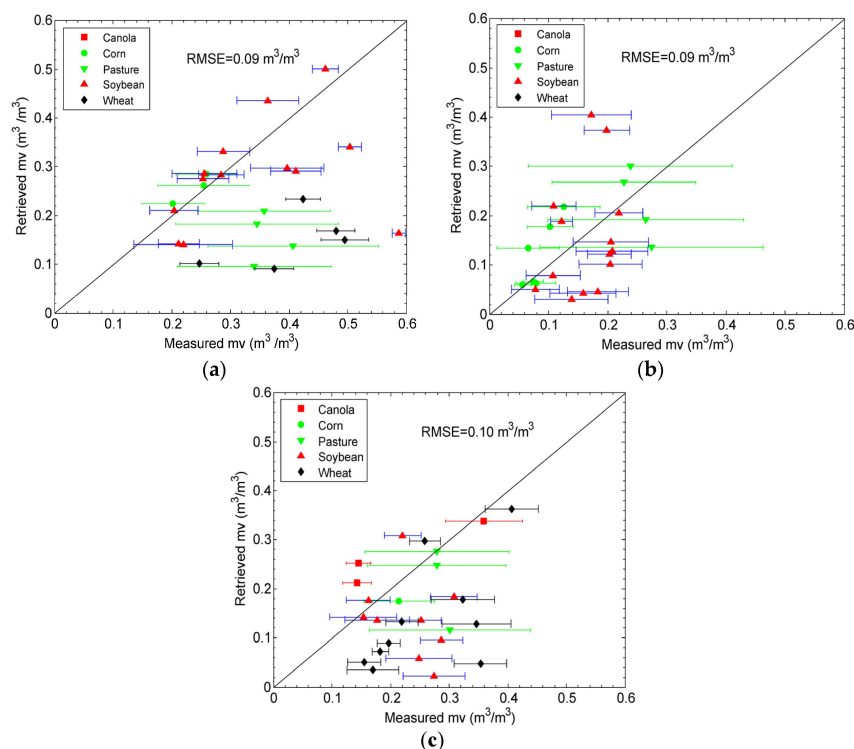 0.6
0.5
0.4
0.3
0.2
0.1
0
Retrieved mv (m³/m³)
Canola
Corn
Pasture
Soybean
Wheat
RMSE=0.09 m³/m³
0 0.1 0.2 0.3 0.4 0.5 0.6
Measured mv (m³/m³)
(a)
0.6
0.5
0.4
0.3
0.2
0.1
0
Retrieved mv (m³/m³)
Canola
Corn
Pasture
Soybean
Wheat
RMSE=0.09 m³/m³
0 0.1 0.2 0.3 0.4 0.5 0.6
Measured mv (m³/m³)
(b)
0.6
0.5
0.4
0.3
0.2
0.1
0
Retrieved mv (m³/m³)
Canola
Corn
Pasture
Soybean
Wheat
RMSE=0.10 m³/m³
0 0.1 0.2 0.3 0.4 0.5 0.6
Measured mv (m³/m³)
(c)